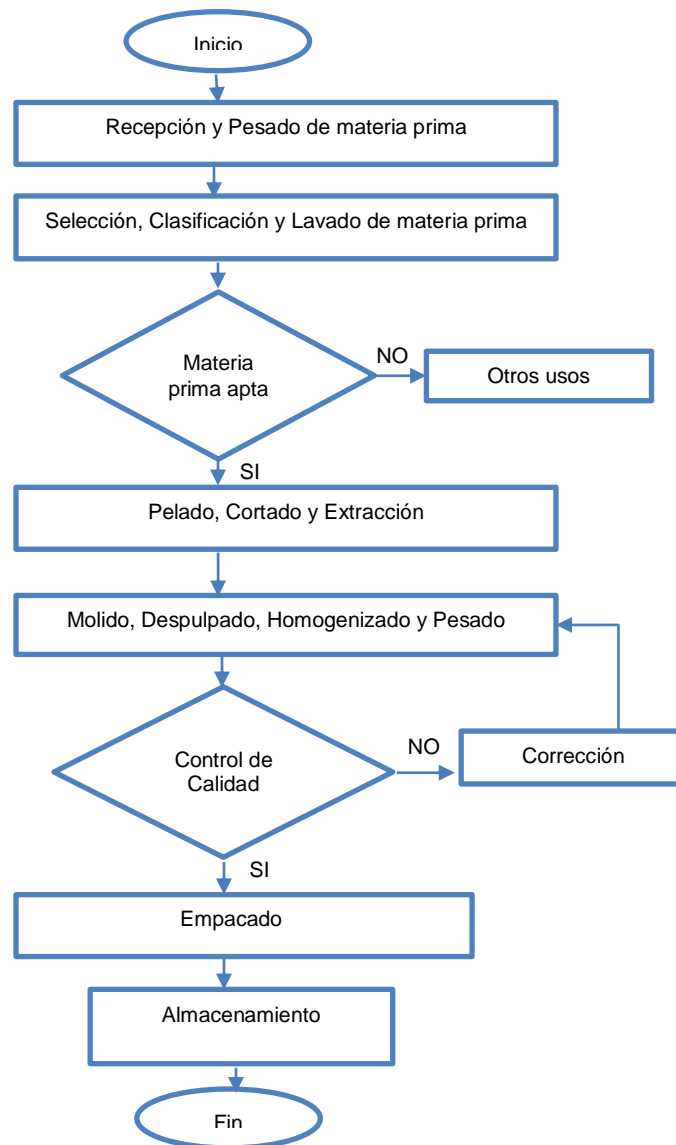 Inicio
Recepción y Pesado de materia prima
Selección, Clasificación y Lavado de materia prima
Materia
prima apta
NO
Otros usos
SI
Pelado, Cortado y Extracción
Molido, Despulpado, Homogenizado y Pesado
Control de
Calidad
NO
Corrección
SI
Empacado
Almacenamiento
Fin